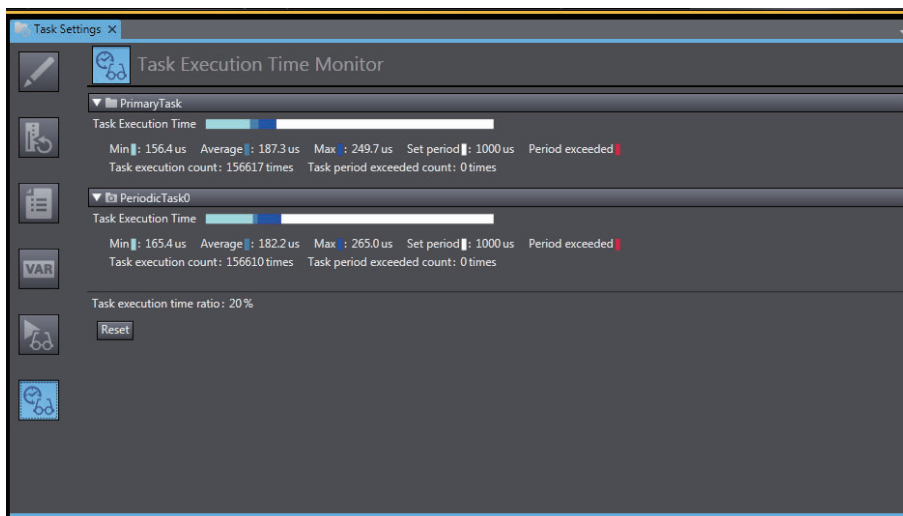 Task Settings X
Task Execution Time Monitor
PrimaryTask
Task Execution Time
Min : 156.4 us Average : 187.3 us Max : 249.7 us Set period : 1000 us Period exceeded
Task execution count : 156617 times Task period exceeded count : 0 times
PeriodicTask0
Task Execution Time
Min : 165.4 us Average : 182.2 us Max : 265.0 us Set period : 1000 us Period exceeded
Task execution count : 156610 times Task period exceeded count : 0 times
VAR
Task execution time ratio : 20 %
Reset